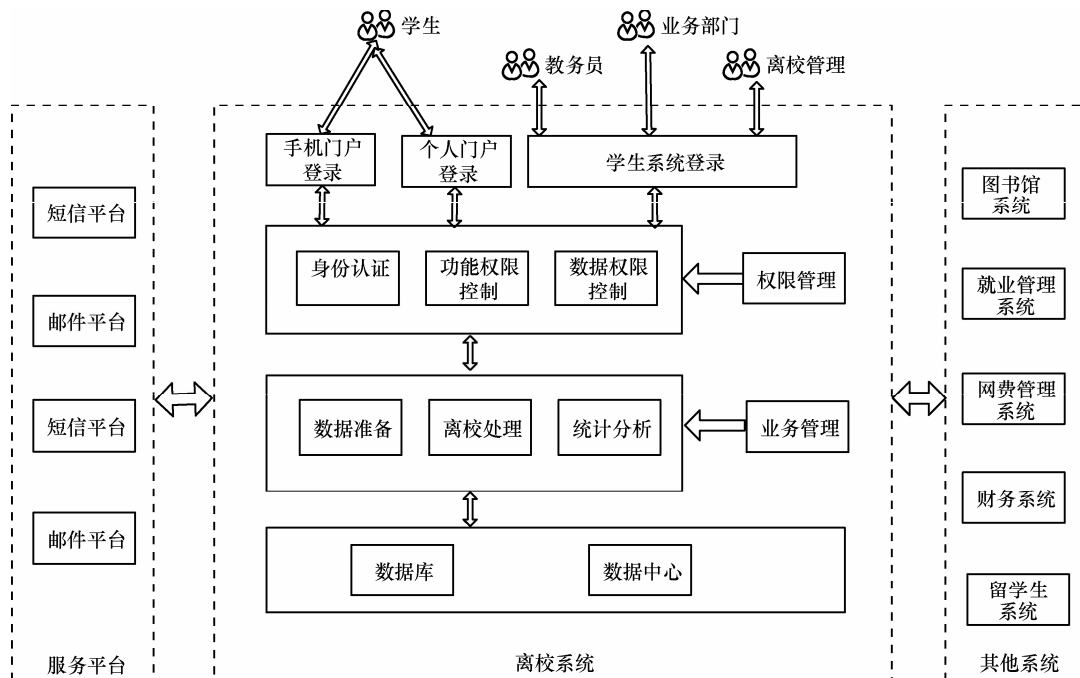 学生
业务部门
教务员
离校管理
手机门户
登录
个人门户
登录
学生系统登录
短信平台
邮件平台
短信平台
邮件平台
服务平台
身份认证
功能权限
控制
数据权限
控制
权限管理
数据准备
离校处理
统计分析
业务管理
数据库
数据中心
离校系统
图书馆
系统
就业管理
系统
网费管理
系统
财务系统
留学生
系统
其他系统